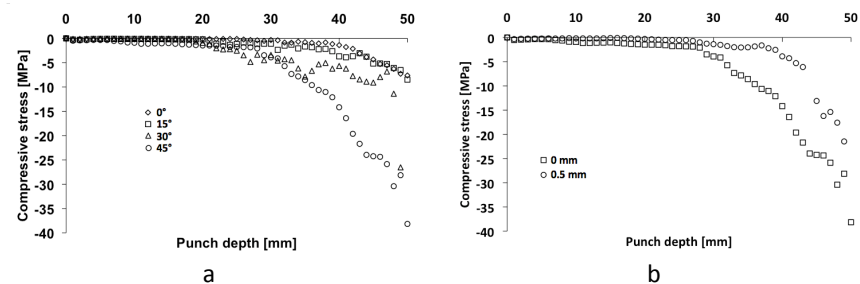 0 10 20 30 40 50
0
-5
-10
-15
-20
-25
-30
-35
-40
Compressive stress [MPa]
0°
15°
30°
45°
Punch depth [mm]
a
0 10 20 30 40 50
0
-5
-10
-15
-20
-25
-30
-35
-40
Compressive stress [MPa]
0 mm
0.5 mm
Punch depth [mm]
b